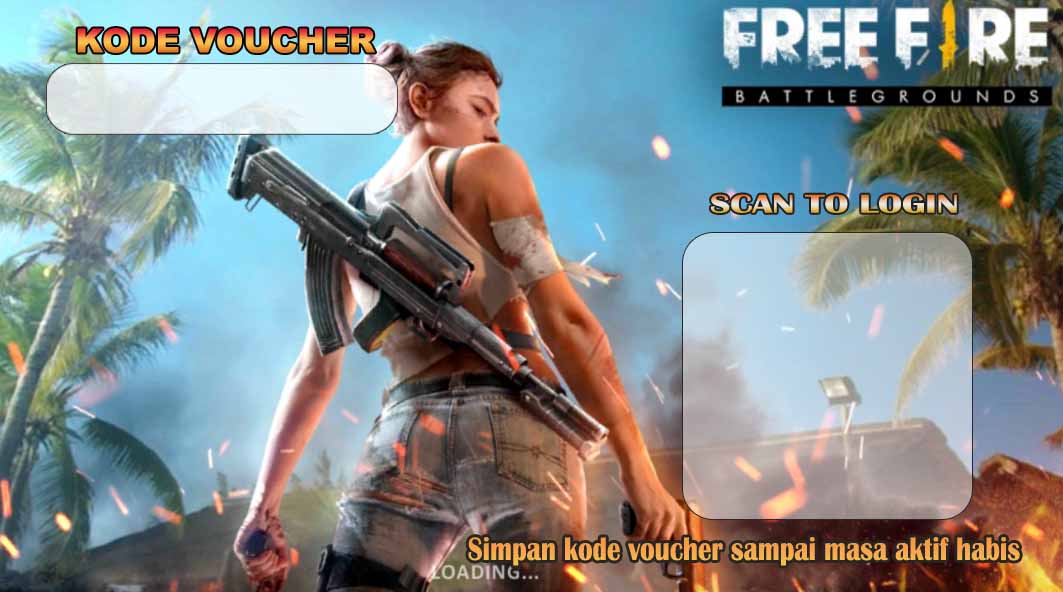 KODE VOUCHER
FREE FIRE
BATTLEGROUNDS
SCAN TO LOGIN
Simpan kode voucher sampai masa aktif habis
LOADING...